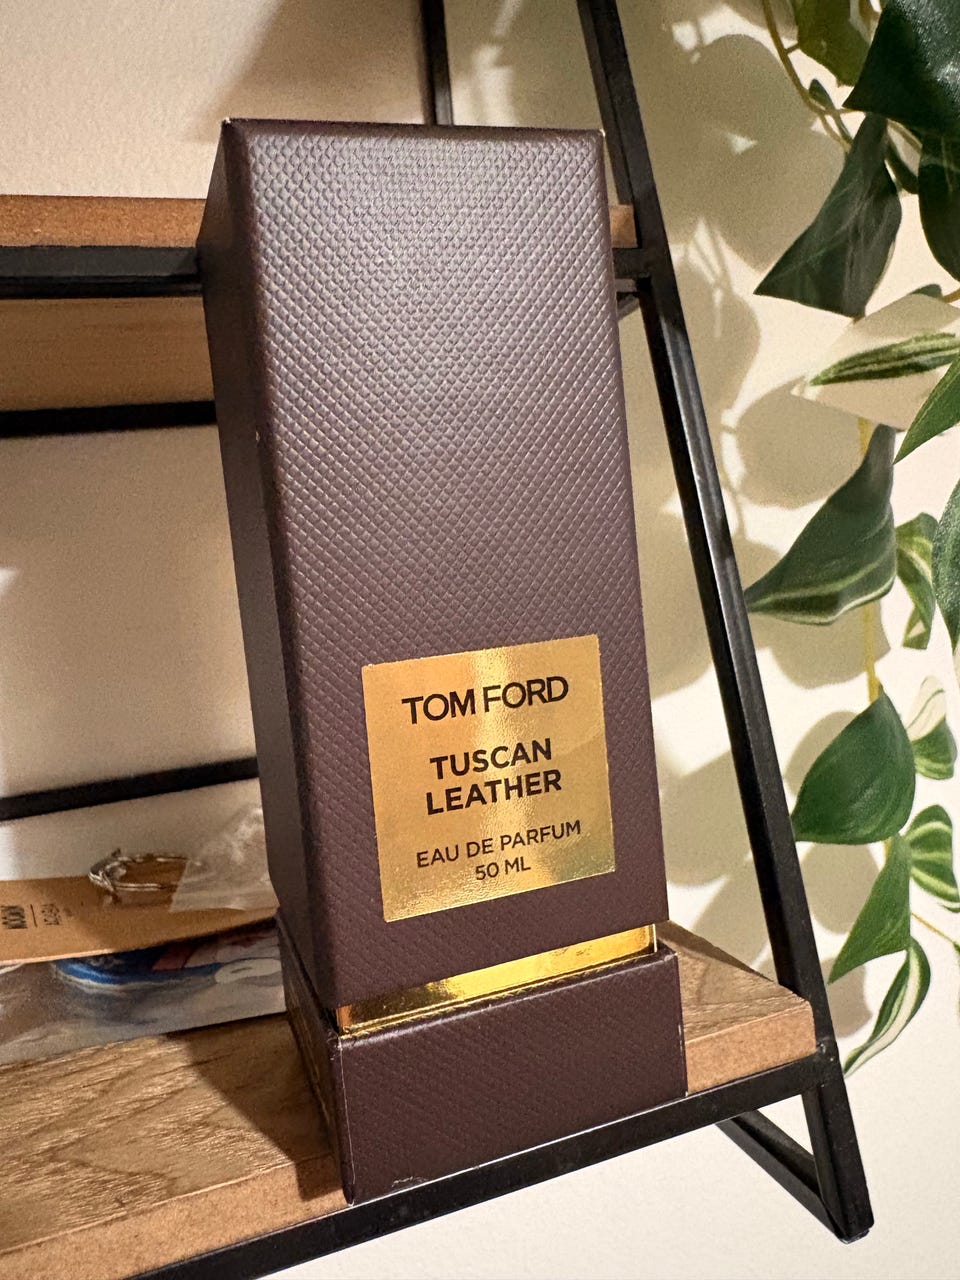 TOM FORD
TUSCAN
LEATHER
EAU DE PARFUM
50 ML